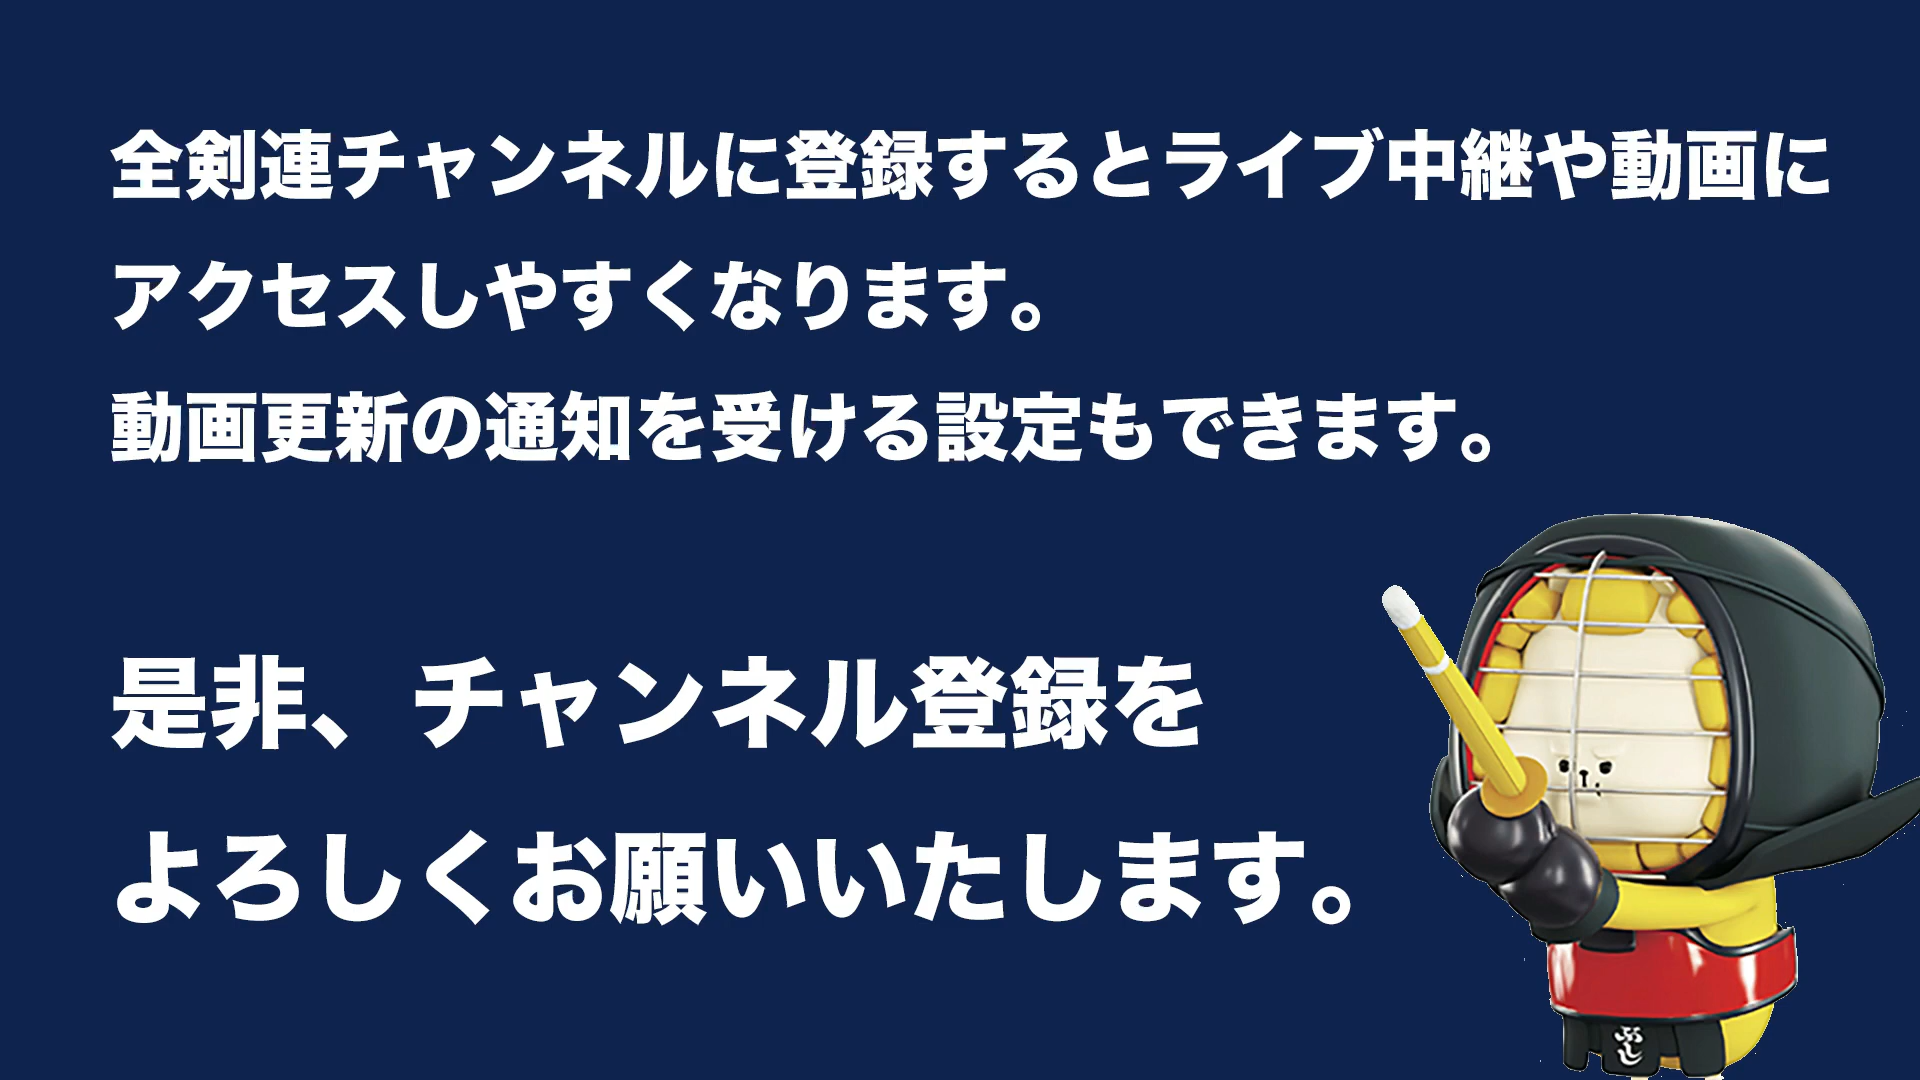 全剣連チャンネルに登録するとライブ中継や動画に
アクセスしやすくなります。
動画更新の通知を受ける設定もできます。
是非、チャンネル登録を
よろしくお願いいたします。
ぶし